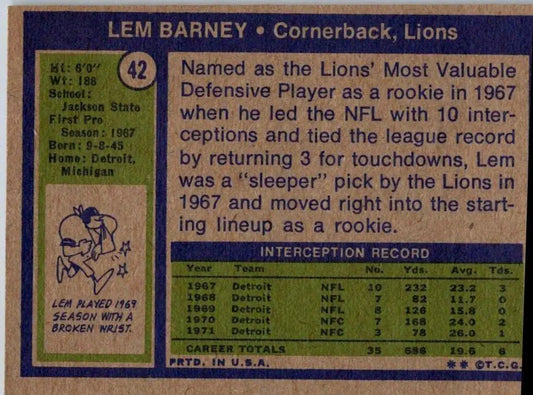 LEM BARNEY • Cornerback, Lions
42
Ht: 6'0"
Wt: 188
School:
Jackson State
First Pro
Season: 1967
Born: 9-8-45
Home: Detroit,
Michigan
LEM PLAYED 1969
SEASON WITH A
BROKEN WRIST.
Named as the Lions' Most Valuable
Defensive Player as a rookie in 1967
when he led the NFL with 10 inter-
ceptions and tied the league record
by returning 3 for touchdowns, Lem
was a "sleeper" pick by the Lions in
1967 and moved right into the start-
ing lineup as a rookie.
INTERCEPTION RECORD
Year Team No. Yds. Avg. Tds.
1967 Detroit NFL 10 232 23.2 3
1968 Detroit NFL 7 82 11.7 0
1969 Detroit NFL 8 126 15.8 0
1970 Detroit NFC 7 168 24.0 2
1971 Detroit NFC 3 78 26.0 1
CAREER TOTALS 35 686 19.6 6
PRTD. IN U.S.A. ** ©T.C.G.